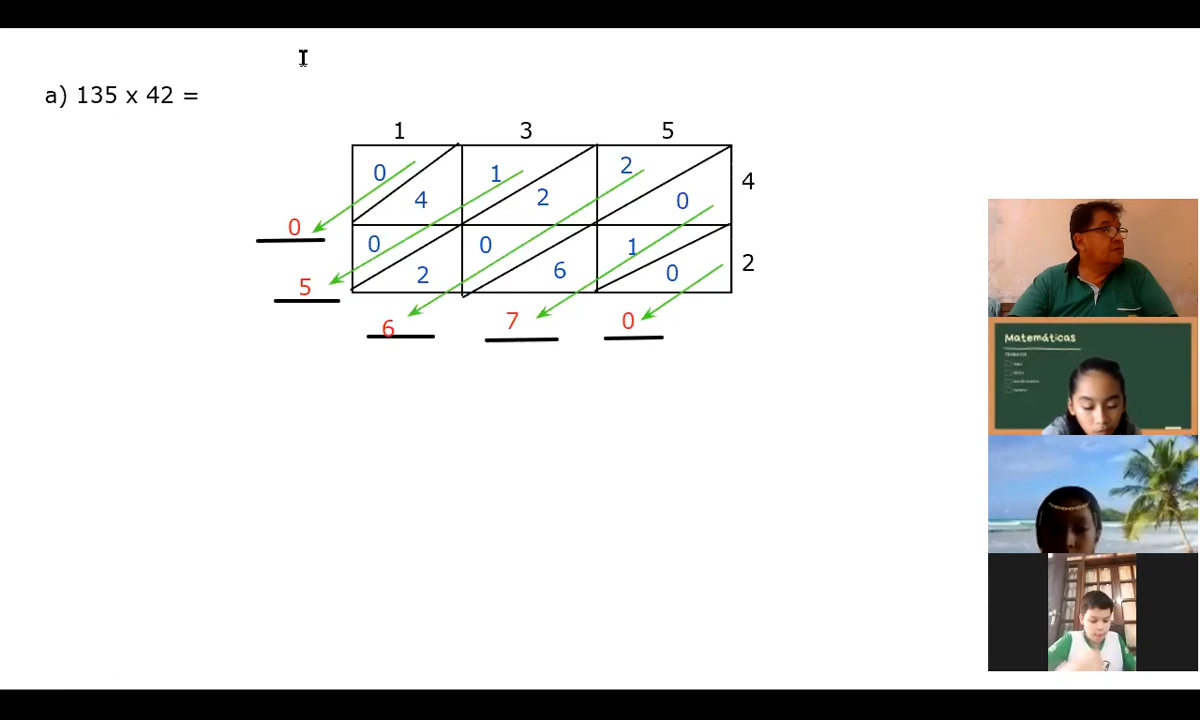 a) 135 x 42 =
1 3 5
0 1 2
4 2 0 4
0
0 0 1
2 6 0 2
5
6 7 0
Matemáticas
TRABAJOS